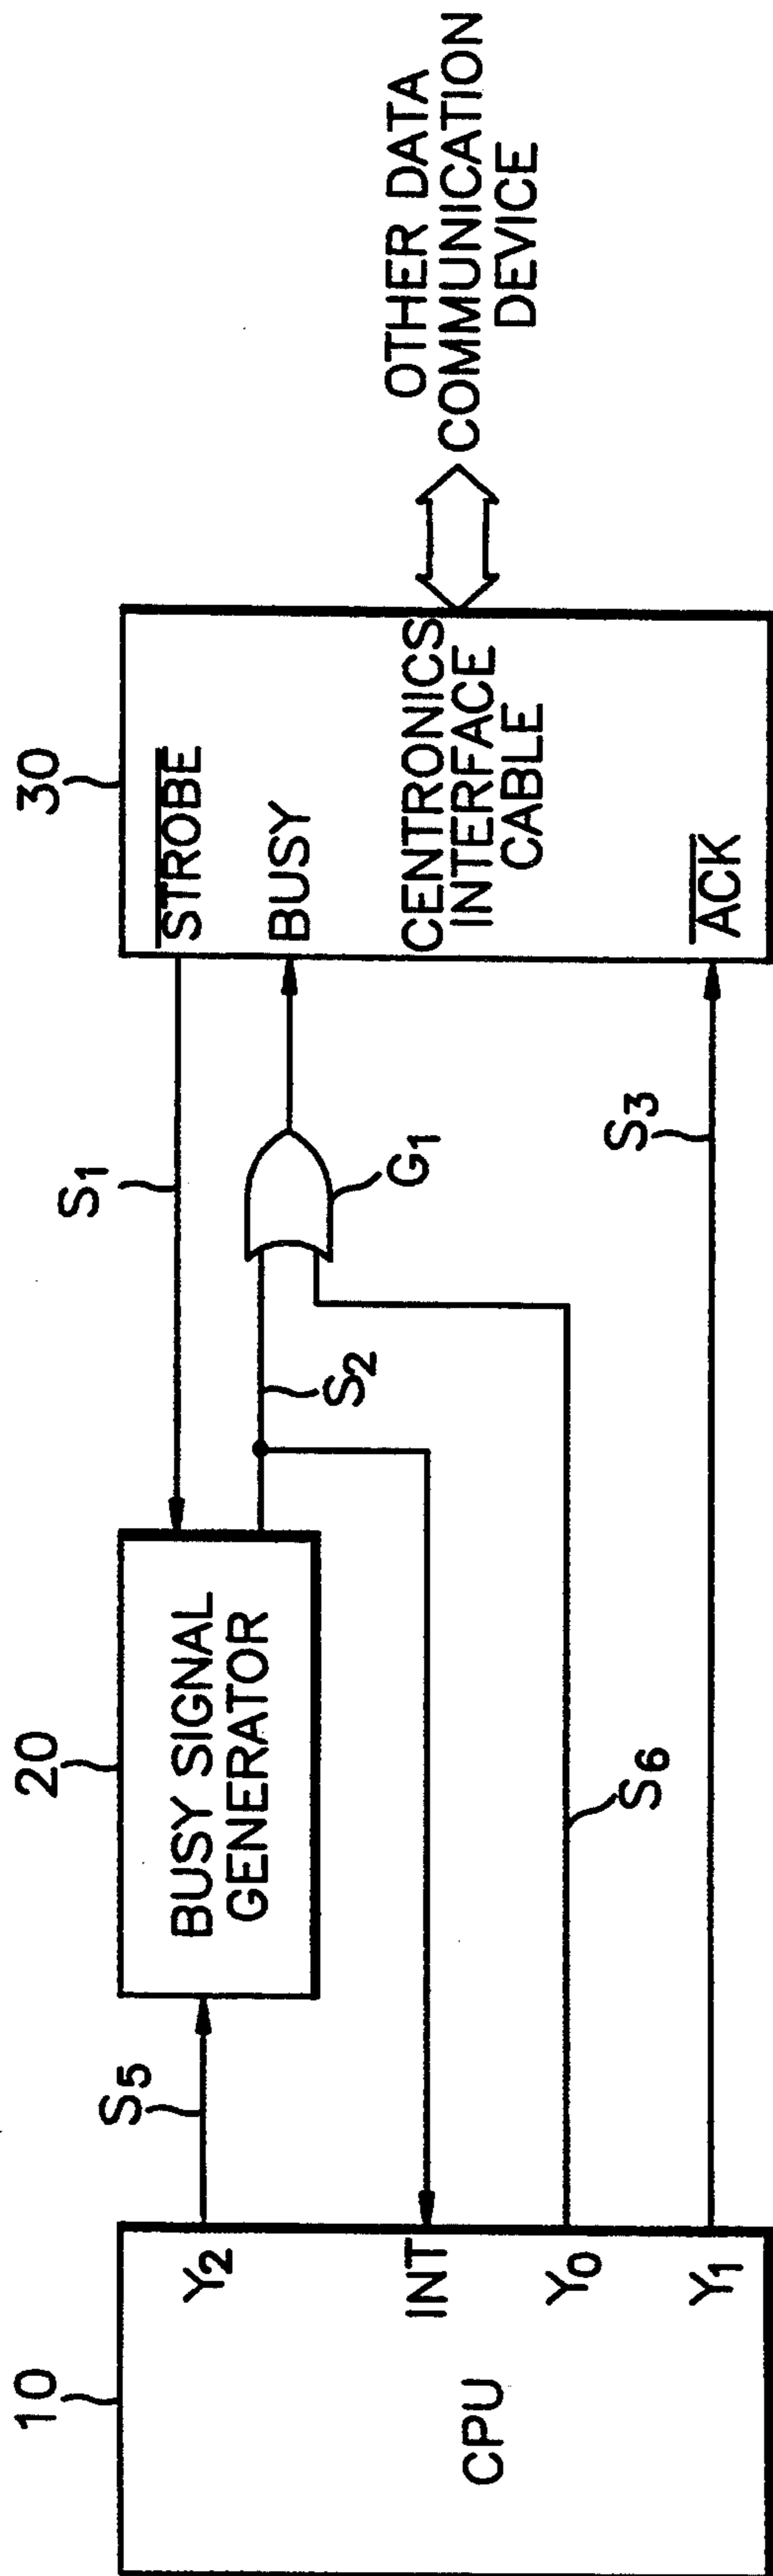 10
CPU
Y2
INT
Y0
Y1
S5
20
BUSY SIGNAL
GENERATOR
S6
S2
S1
G1
S3
30
STROBE
BUSY
CENTRONICS
INTERFACE
CABLE
ACK
OTHER DATA
COMMUNICATION
DEVICE